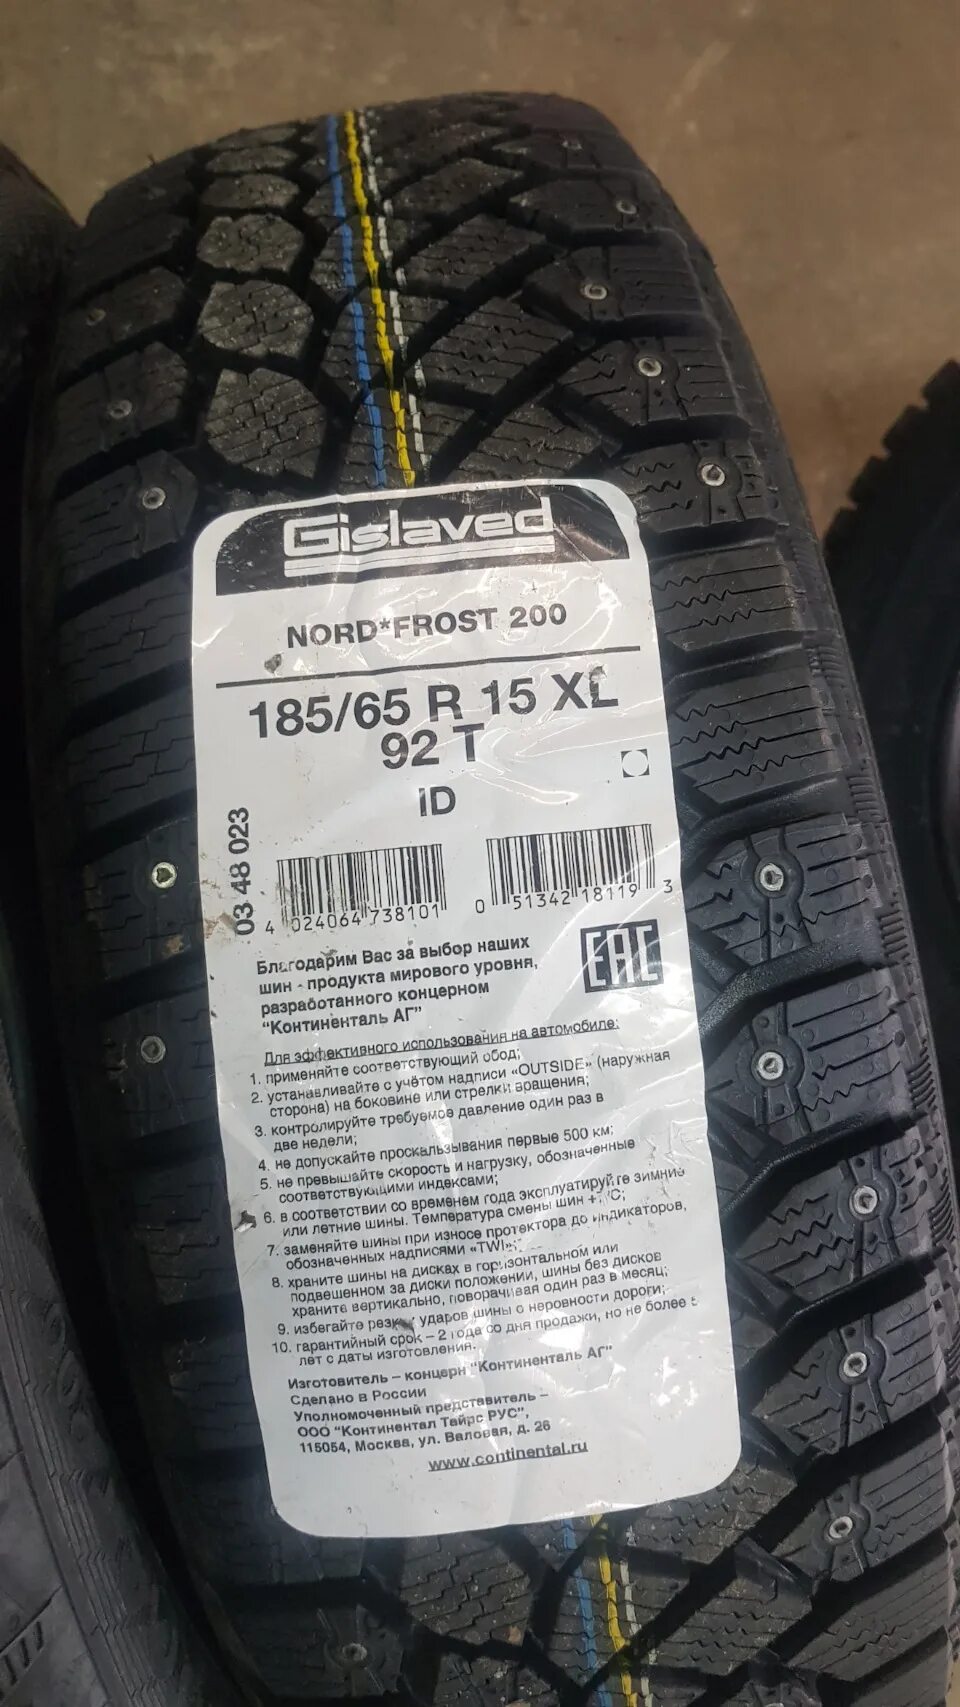 Gislaved
NORD*FROST 200
185/65 R 15 XL
92 T
ID
03 48 023
4 024064 738101
0 51342 18119 3
EAC
Благодарим Вас за выбор наших
шин - продукта мирового уровня,
разработанного концерном
“Континенталь АГ”
Для эффективного использования на автомобиле:
1. применяйте соответствующий обод;
2. устанавливайте с учётом надписи «OUTSIDE» (наружная
сторона) на боковине или стрелки вращения;
3. контролируйте требуемое давление один раз в
две недели;
4. не допускайте проскальзывания первые 500 км;
5. не превышайте скорость и нагрузку, обозначенные
соответствующими индексами;
6. в соответствии со временем года эксплуатируйте зимние
или летние шины. Температура смены шин
7. заменяйте шины при износе протектора до индикаторов,
обозначенных надписями «TWI»;
8. храните шины на дисках в горизонтальном или
подвешенном за диски положении, шины без дисков
храните вертикально, поворачивая один раз в месяц;
9. избегайте ударов шины о неровности дороги;
10. гарантийный срок – 2 года со дня продажи, но не более 5
лет с даты изготовления.
Изготовитель – концерн “Континенталь АГ”
Сделано в России
Уполномоченный представитель –
ООО “Континентал Тайрс РУС”,
115054, Москва, ул. Валовая, д. 26
www.continental.ru